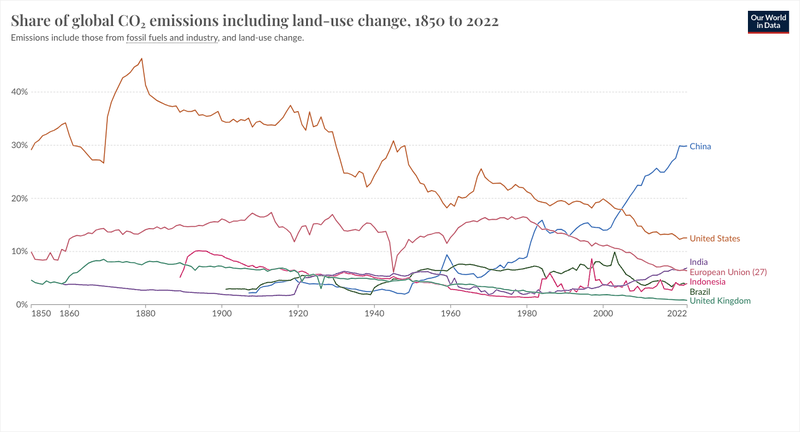 Share of global CO₂ emissions including land-use change, 1850 to 2022
Our World
in Data
Emissions include those from fossil fuels and industry, and land-use change.
40%
30%
20%
10%
0%
China
United States
India
European Union (27)
Indonesia
Brazil
United Kingdom
1850 1860 1880 1900 1920 1940 1960 1980 2000 2022